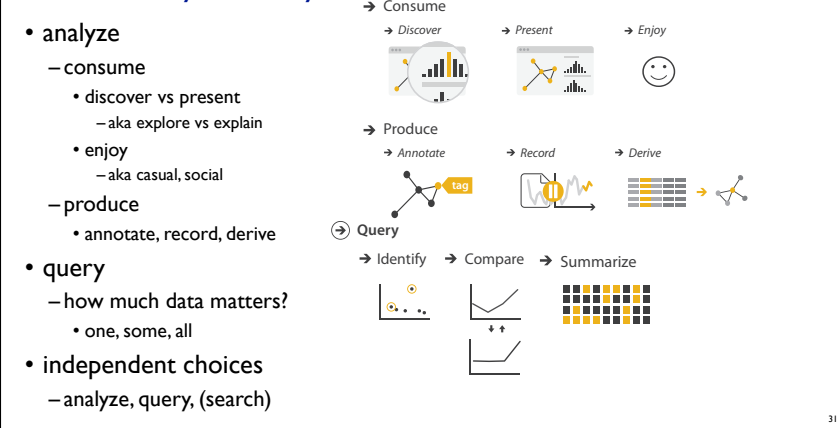 • analyze
– consume
• discover vs present
– aka explore vs explain
• enjoy
– aka casual, social
– produce
• annotate, record, derive
• query
– how much data matters?
• one, some, all
• independent choices
– analyze, query, (search)
➔ Consume
➔ Discover ➔ Present ➔ Enjoy
➔ Produce
➔ Annotate ➔ Record ➔ Derive
tag
➔ Query
➔ Identify ➔ Compare ➔ Summarize
31